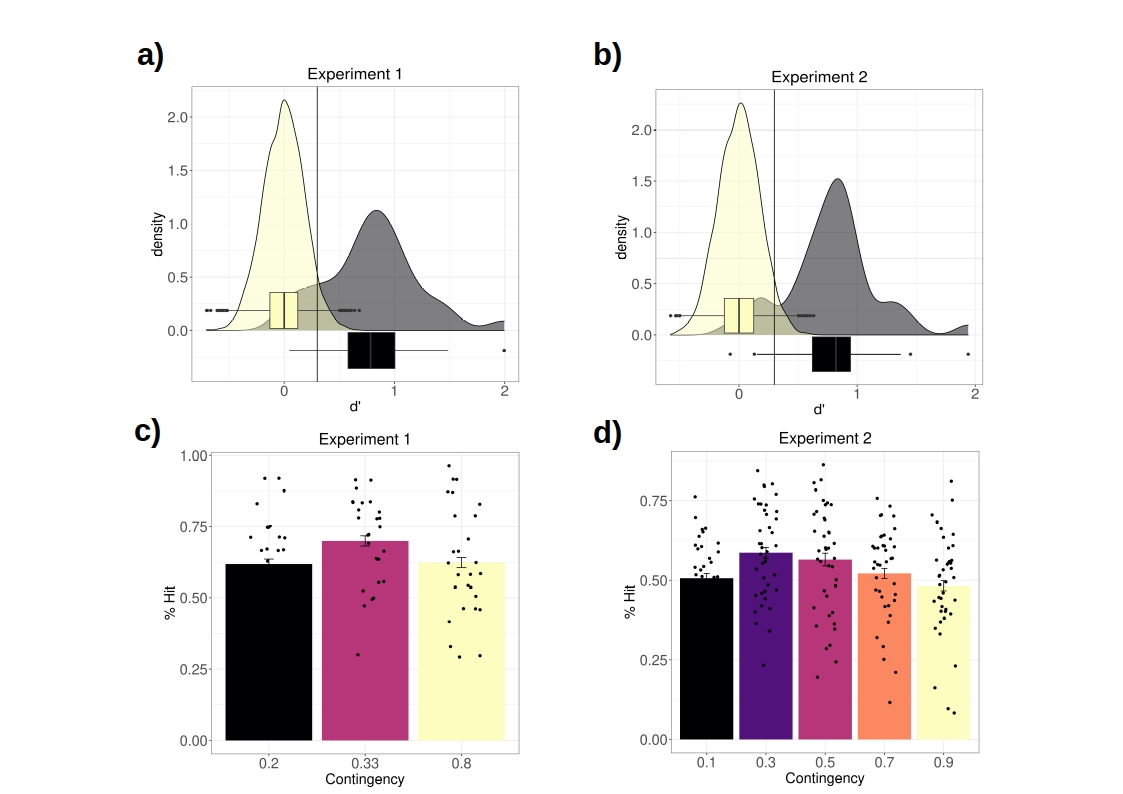 a)
Experiment 1
density
2.0
1.5
1.0
0.5
0.0
0 1 2
d'
b)
Experiment 2
density
2.0
1.5
1.0
0.5
0.0
0 1 2
d'
c)
Experiment 1
% Hit
1.00
0.75
0.50
0.25
0.00
0.2 0.33 0.8
Contingency
d)
Experiment 2
% Hit
0.75
0.50
0.25
0.00
0.1 0.3 0.5 0.7 0.9
Contingency